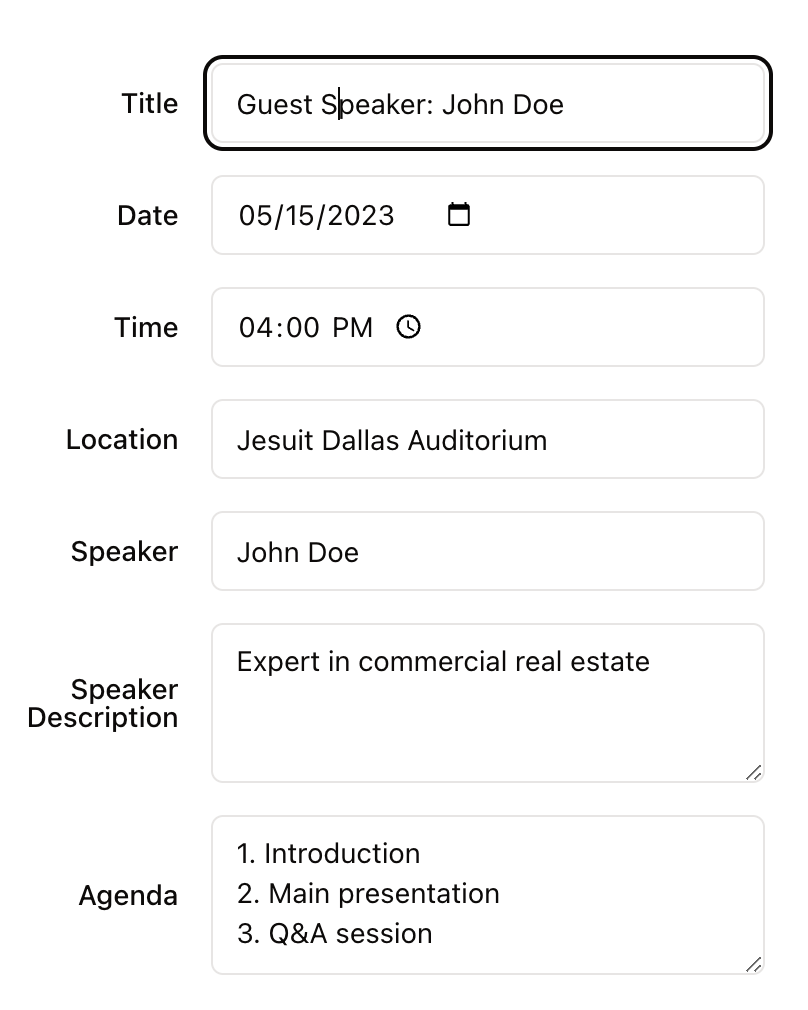 Title
Guest Speaker: John Doe
Date
05/15/2023
Time
04:00 PM
Location
Jesuit Dallas Auditorium
Speaker
John Doe
Speaker
Description
Expert in commercial real estate
Agenda
1. Introduction
2. Main presentation
3. Q&A session